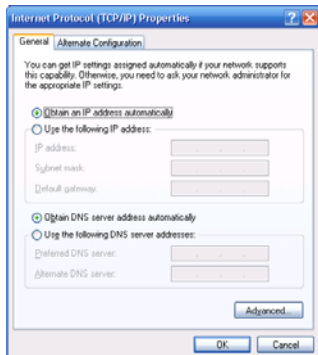 Internet Protocol (TCP/IP) Properties
General
Alternate Configuration
You can get IP settings assigned automatically if your network supports
this capability. Otherwise, you need to ask your network administrator for
the appropriate IP settings.
Obtain an IP address automatically
Use the following IP address:
IP address:
Subnet mask:
Default gateway:
Obtain DNS server address automatically
Use the following DNS server addresses:
Preferred DNS server:
Alternate DNS server:
Advanced...
OK
Cancel